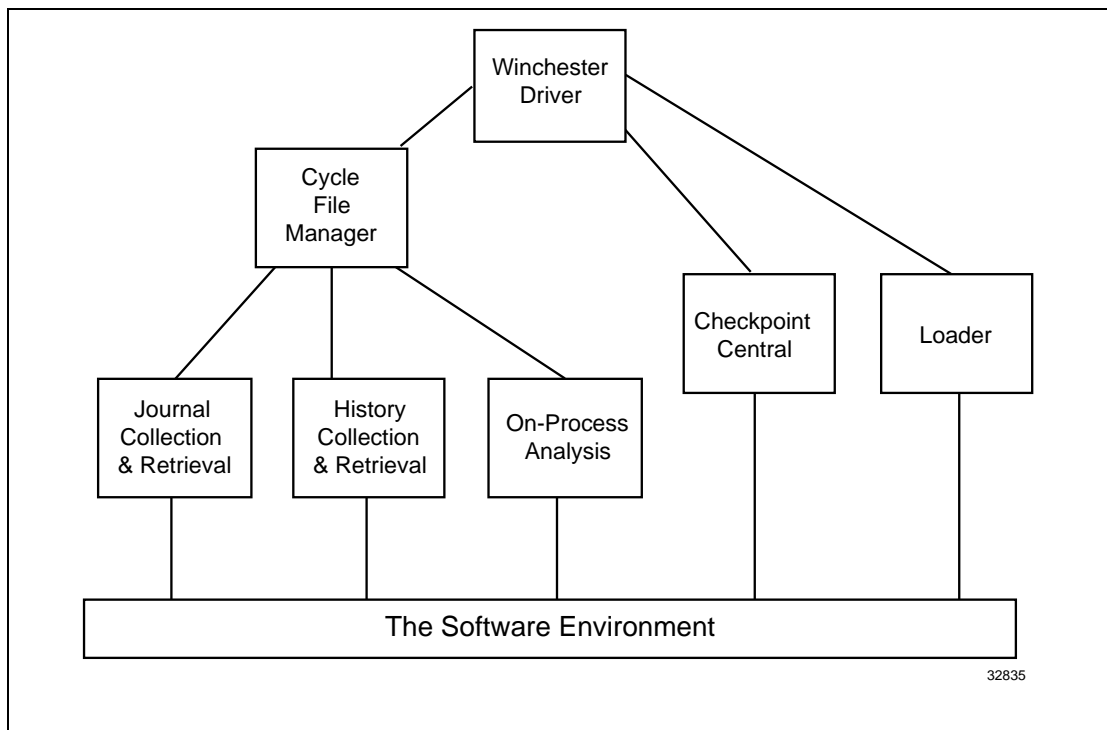 Winchester
Driver
Cycle
File
Manager
Checkpoint
Central
Loader
Journal
Collection
& Retrieval
History
Collection
& Retrieval
On-Process
Analysis
The Software Environment
32835